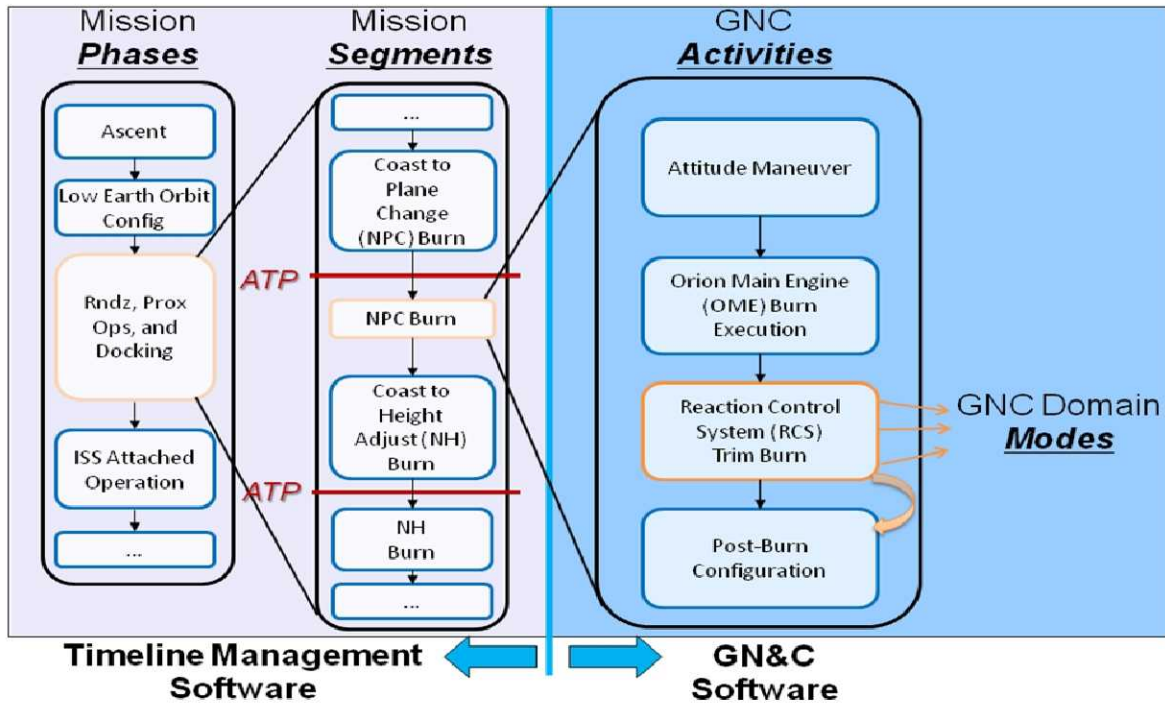 Mission
Phases
Ascent
Low Earth Orbit
Config
Rndz, Prox
Ops, and
Docking
ISS Attached
Operation
...
Mission
Segments
...
Coast to
Plane
Change
(NPC) Burn
ATP
NPC Burn
Coast to
Height
Adjust (NH)
Burn
ATP
NH
Burn
...
GNC
Activities
Attitude Maneuver
Orion Main Engine
(OME) Burn
Execution
Reaction Control
System (RCS)
Trim Burn
Post-Burn
Configuration
GNC Domain
Modes
Timeline Management
Software
GN&C
Software